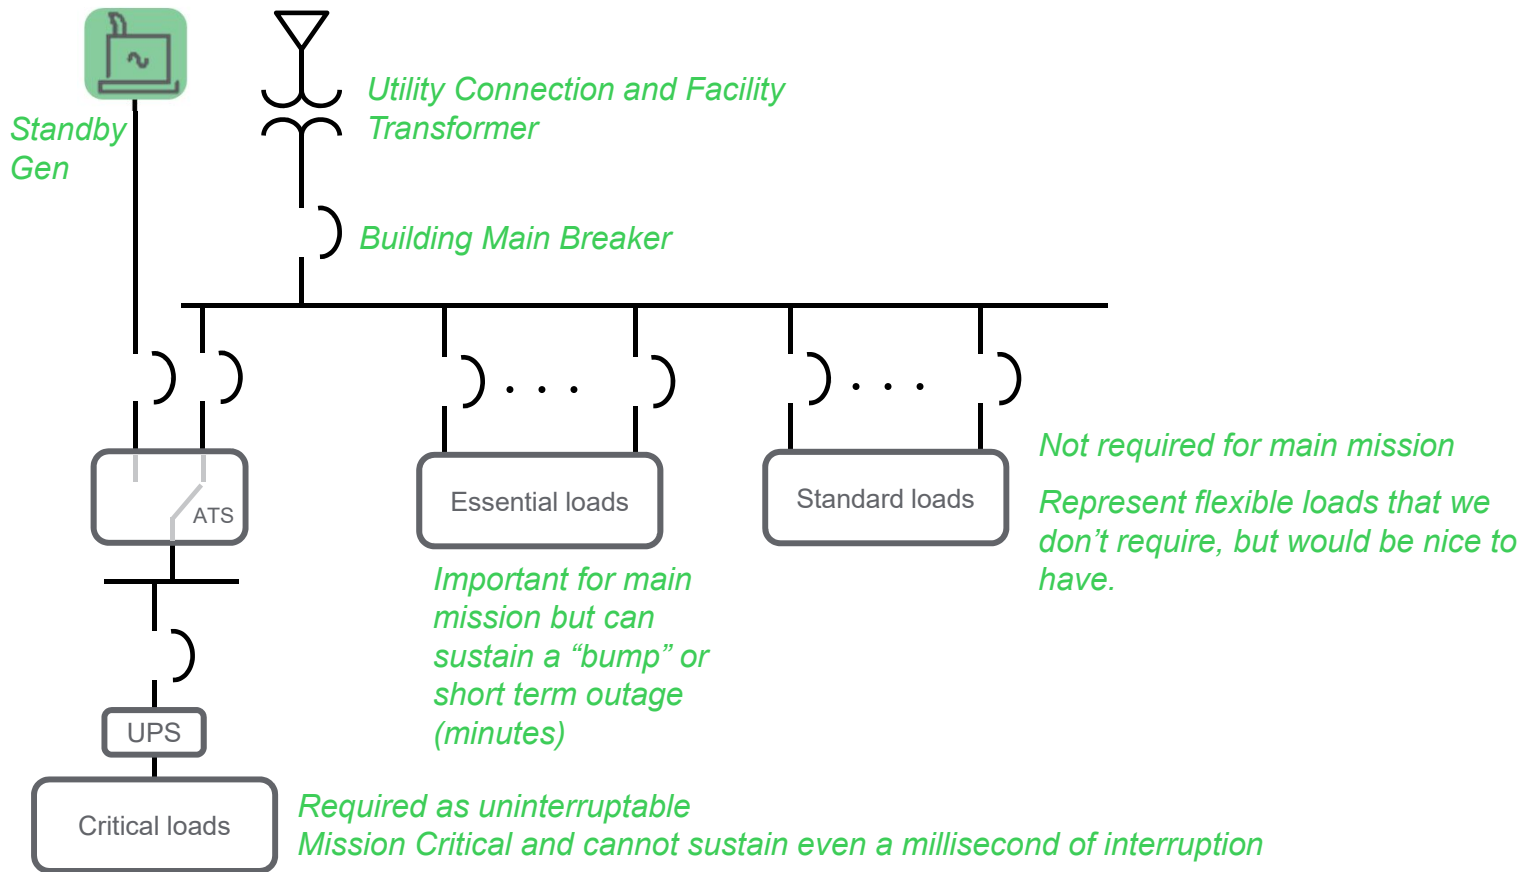 Utility Connection and Facility
Transformer
Standby
Gen
Building Main Breaker
ATS
Essential loads
Standard loads
Not required for main mission
Represent flexible loads that we
don’t require, but would be nice to
have.
Important for main
mission but can
sustain a “bump” or
short term outage
(minutes)
UPS
Critical loads
Required as uninterruptable
Mission Critical and cannot sustain even a millisecond of interruption